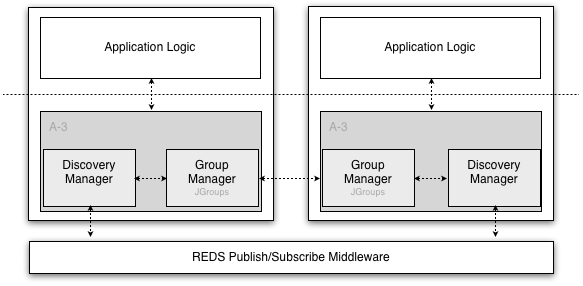 Application Logic
A-3
Discovery
Manager
Group
Manager
JGroups
Application Logic
A-3
Group
Manager
JGroups
Discovery
Manager
REDS Publish/Subscribe Middleware